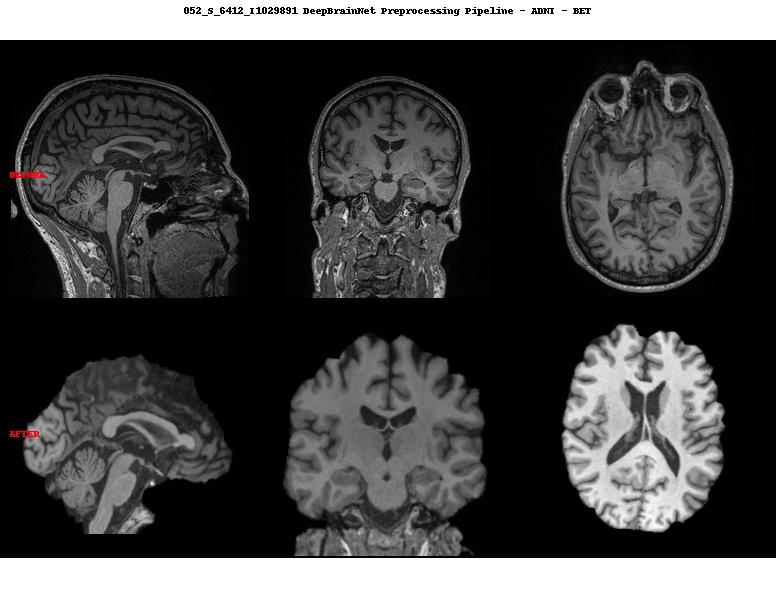 052_S_6412_I1029891 DeepBrainNet Preprocessing Pipeline - ADNI - BET
BEFORE
AFTER